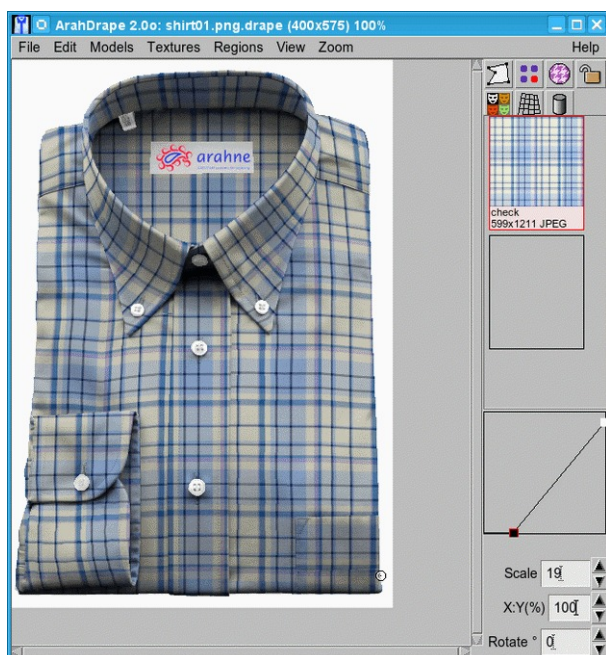 ArahDrape 2.0o: shirt01.png.drape (400x575) 100%
File Edit Models Textures Regions View Zoom Help
arahne
check
599x1211 JPEG
Scale 19
X:Y(%) 100
Rotate ° 0